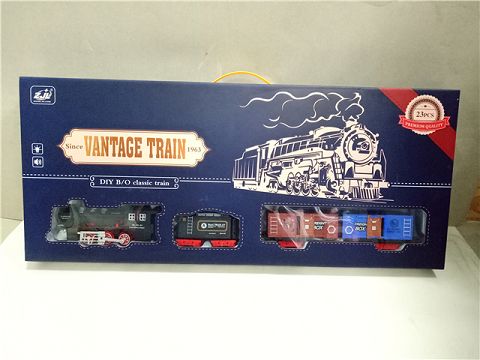 23PCS
PREMIUM QUALITY
Since VANTAGE TRAIN 1963
DIY B/O classic train